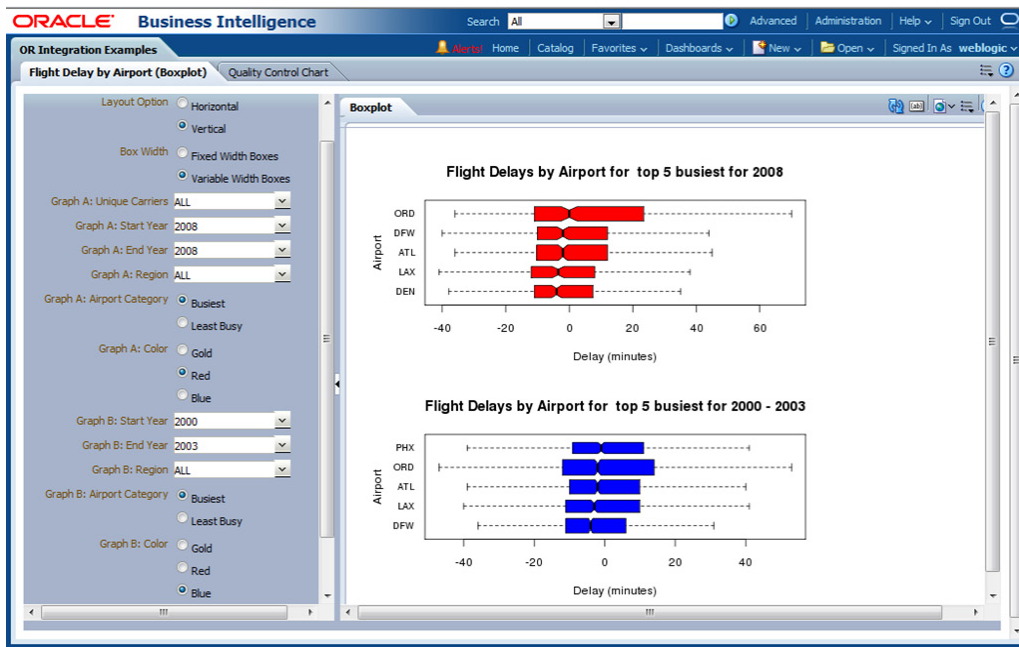 ORACLE Business Intelligence
Search All Advanced Administration Help Sign Out
OR Integration Examples
Alerts! Home Catalog Favorites Dashboards New Open Signed In As weblogic
Flight Delay by Airport (Boxplot) Quality Control Chart
Layout Option Horizontal
Vertical
Box Width Fixed Width Boxes
Variable Width Boxes
Graph A: Unique Carriers ALL
Graph A: Start Year 2008
Graph A: End Year 2008
Graph A: Region ALL
Graph A: Airport Category Busiest
Least Busy
Graph A: Color Gold
Red
Blue
Graph B: Start Year 2000
Graph B: End Year 2003
Graph B: Region ALL
Graph B: Airport Category Busiest
Least Busy
Graph B: Color Gold
Red
Blue
Boxplot
Flight Delays by Airport for top 5 busiest for 2008
Airport
ORD
DFW
ATL
LAX
DEN
-40 -20 0 20 40 60
Delay (minutes)
Flight Delays by Airport for top 5 busiest for 2000 - 2003
Airport
PHX
ORD
ATL
LAX
DFW
-40 -20 0 20 40
Delay (minutes)